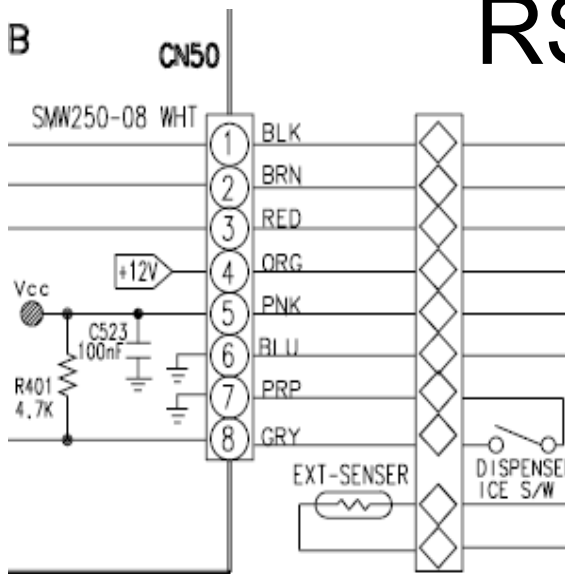 B
RS
CN50
SMW250-08 WHT
1 BLK
2 BRN
3 RED
+12V 4 ORG
Vcc 5 PNK
C523
100nF
6 BLU
R401
4.7K
7 PRP
8 GRY
EXT-SENSER
DISPENSE
ICE S/W